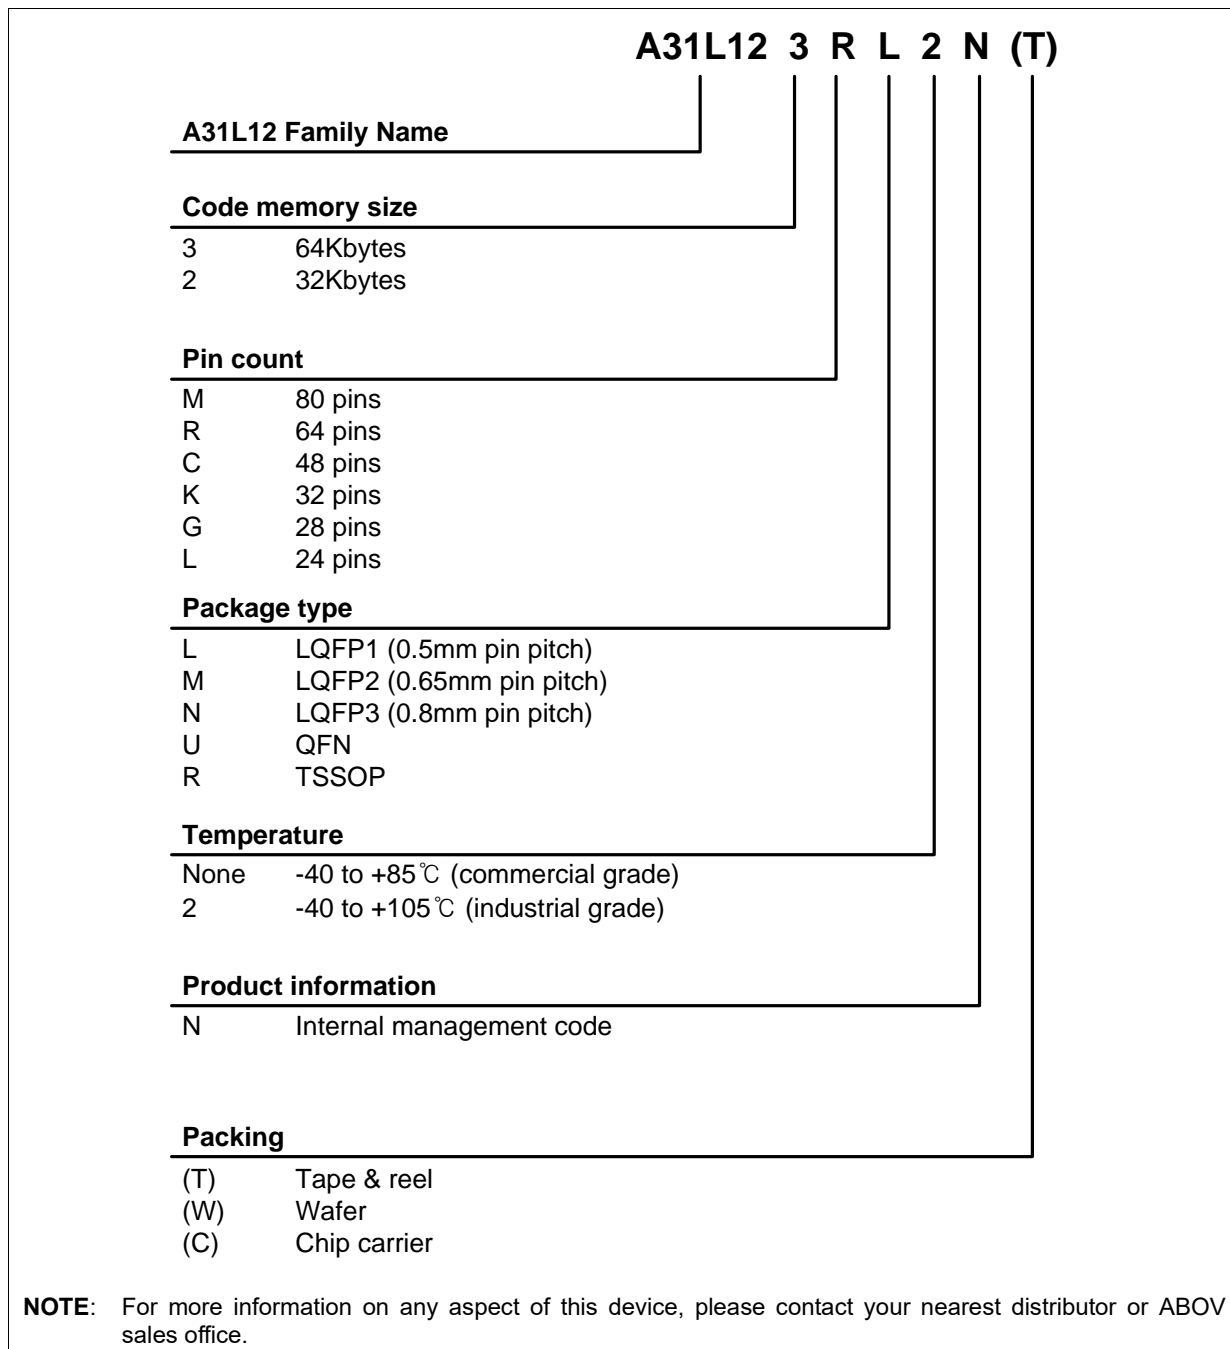 A31L12 3 R L 2 N (T)
A31L12 Family Name
Code memory size
3 64Kbytes
2 32Kbytes
Pin count
M 80 pins
R 64 pins
C 48 pins
K 32 pins
G 28 pins
L 24 pins
Package type
L LQFP1 (0.5mm pin pitch)
M LQFP2 (0.65mm pin pitch)
N LQFP3 (0.8mm pin pitch)
U QFN
R TSSOP
Temperature
None -40 to +85℃ (commercial grade)
2 -40 to +105℃ (industrial grade)
Product information
N Internal management code
Packing
(T) Tape & reel
(W) Wafer
(C) Chip carrier
NOTE: For more information on any aspect of this device, please contact your nearest distributor or ABOV
sales office.